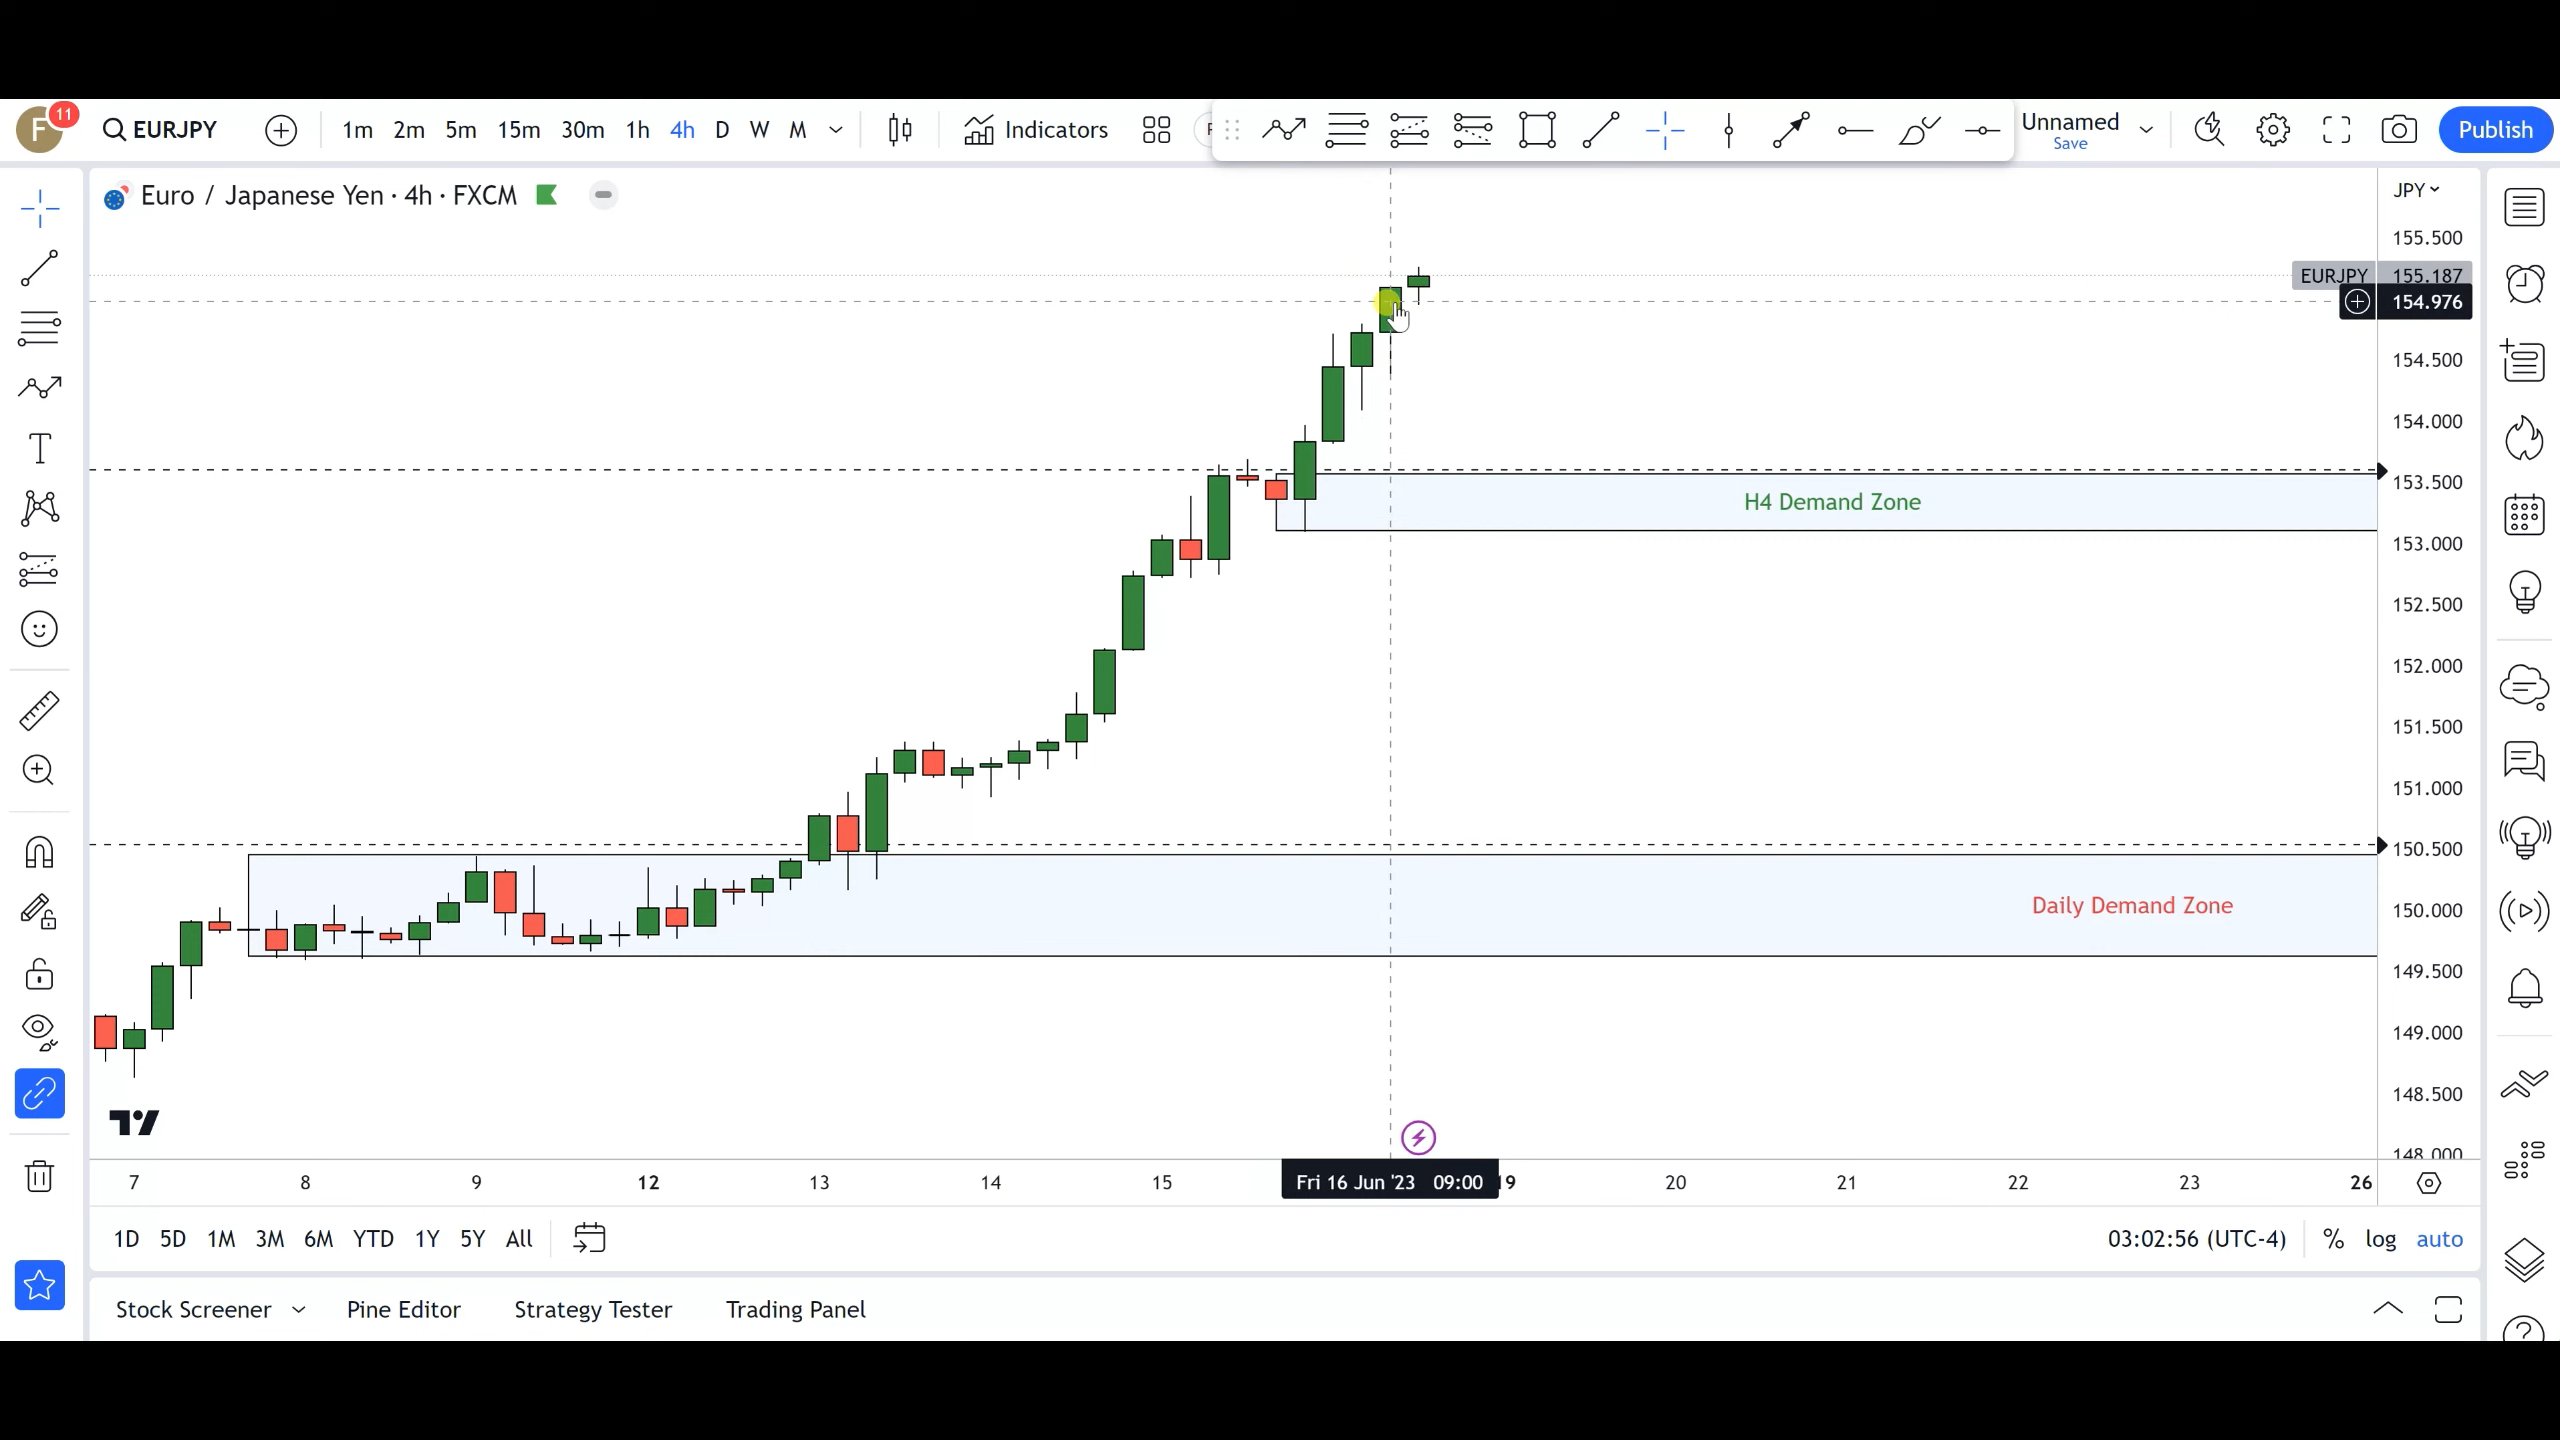 F
11
EURJPY
1m 2m 5m 15m 30m 1h 4h D W M
Indicators
Unnamed
Save
Publish
Euro / Japanese Yen · 4h · FXCM
JPY
155.500
EURJPY 155.187
154.976
154.500
154.000
153.500
153.000
152.500
152.000
151.500
151.000
150.500
150.000
149.500
149.000
148.500
148.000
H4 Demand Zone
Daily Demand Zone
7 8 9 12 13 14 15 Fri 16 Jun '23 09:00 9 20 21 22 23 26
1D 5D 1M 3M 6M YTD 1Y 5Y All
03:02:56 (UTC-4) % log auto
Stock Screener Pine Editor Strategy Tester Trading Panel